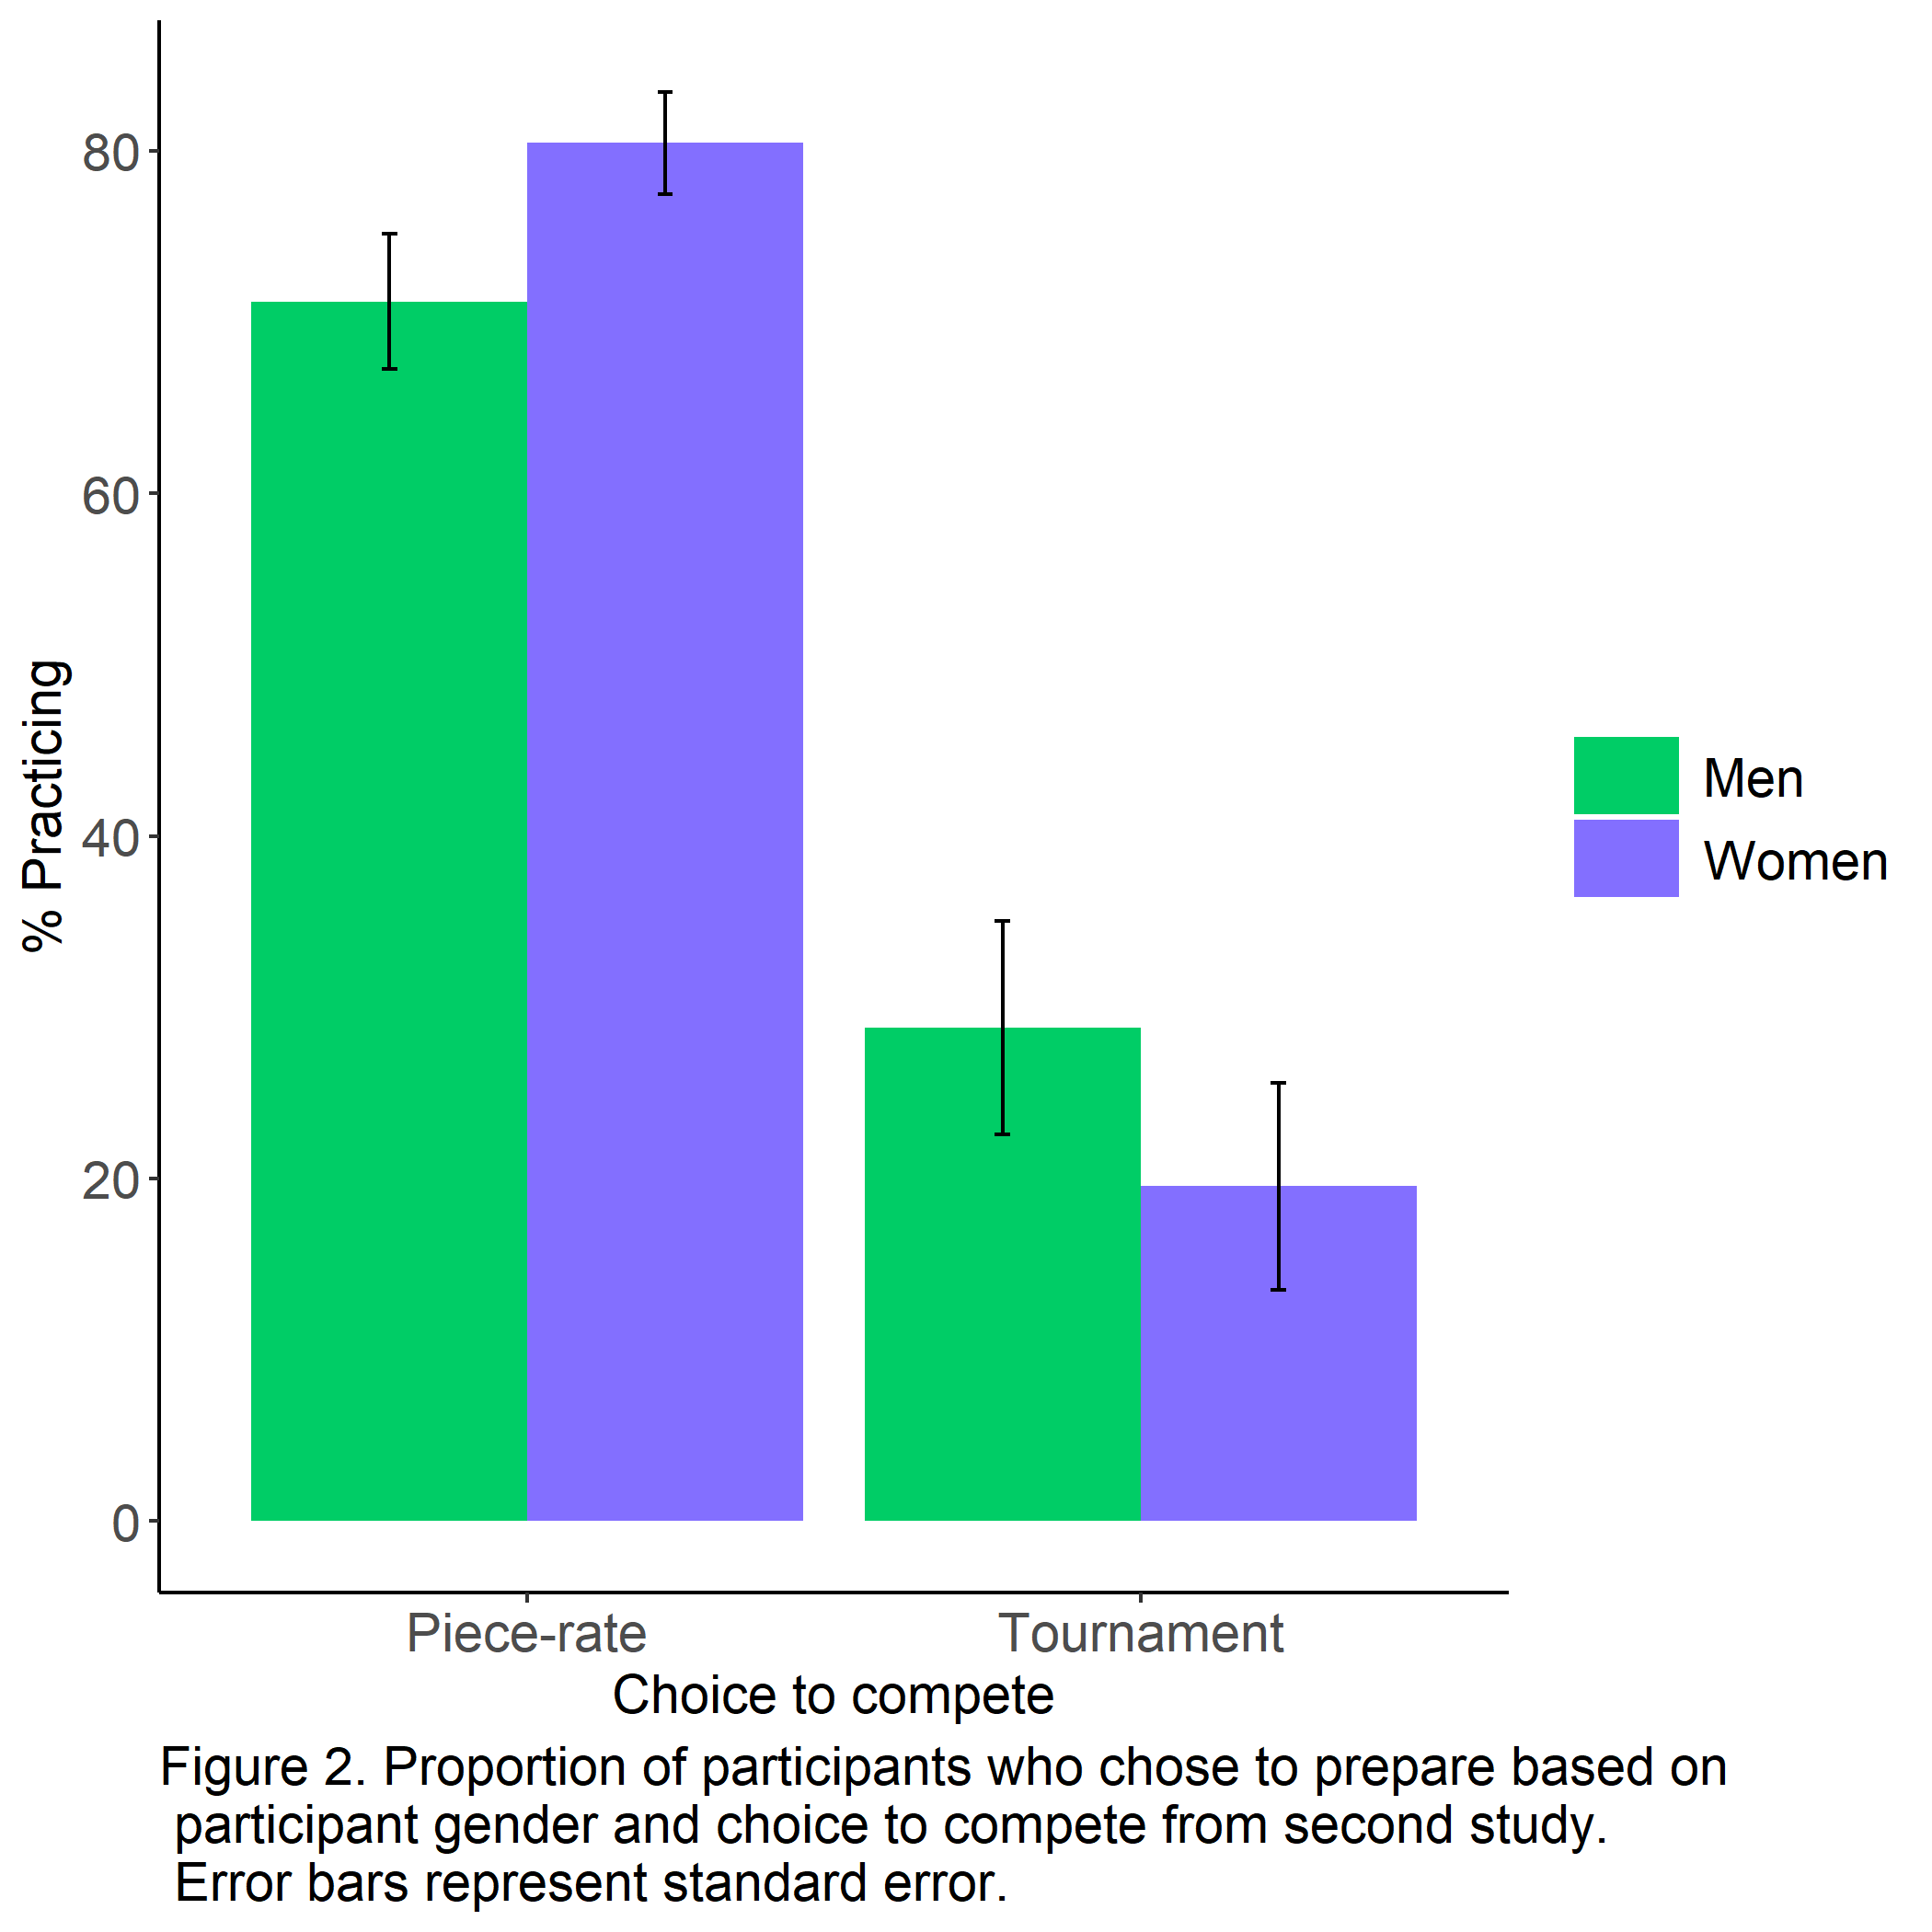 80
60
40
20
0
% Practicing
Men
Women
Piece-rate
Tournament
Choice to compete
Figure 2. Proportion of participants who chose to prepare based on
participant gender and choice to compete from second study.
Error bars represent standard error.